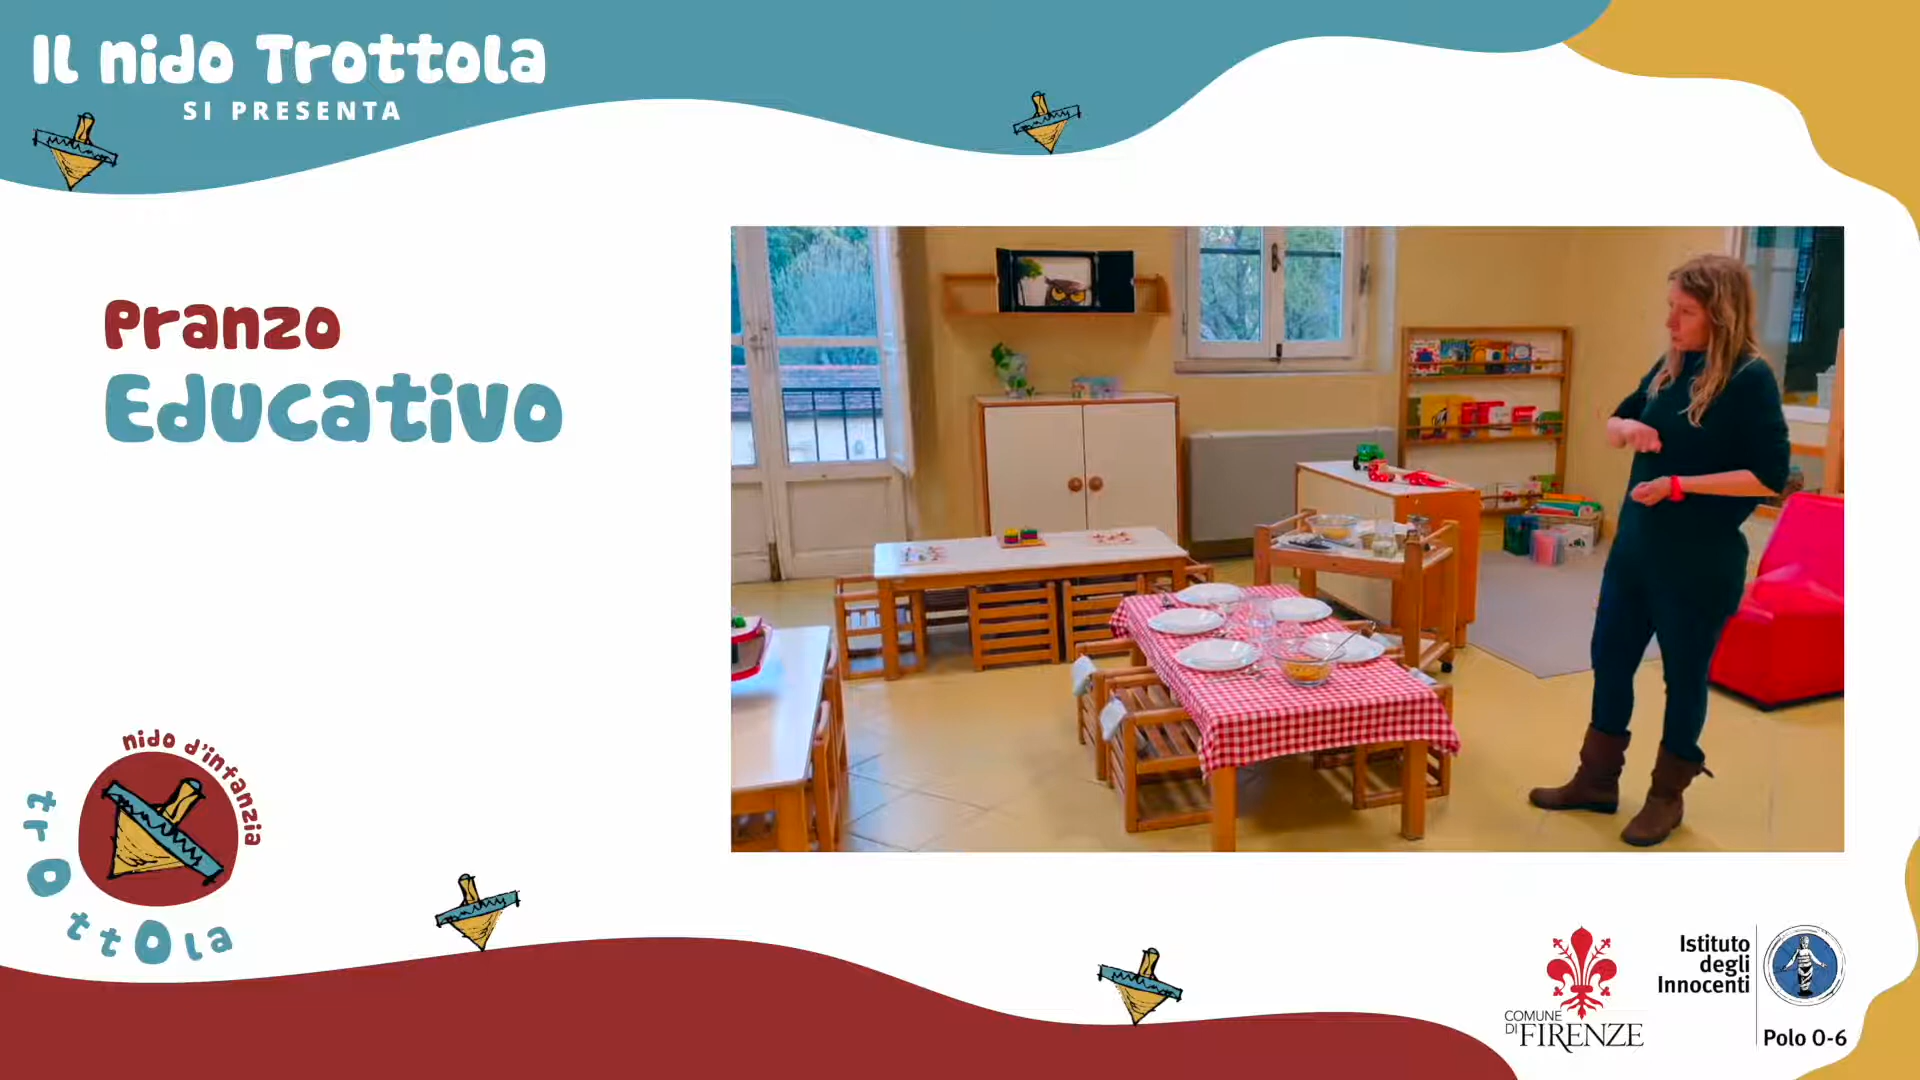 Il nido Trottola
SI PRESENTA
Pranzo
Educativo
nido d'infanzia
trottola
COMUNE
DI FIRENZE
Istituto
degli
Innocenti
Polo 0-6